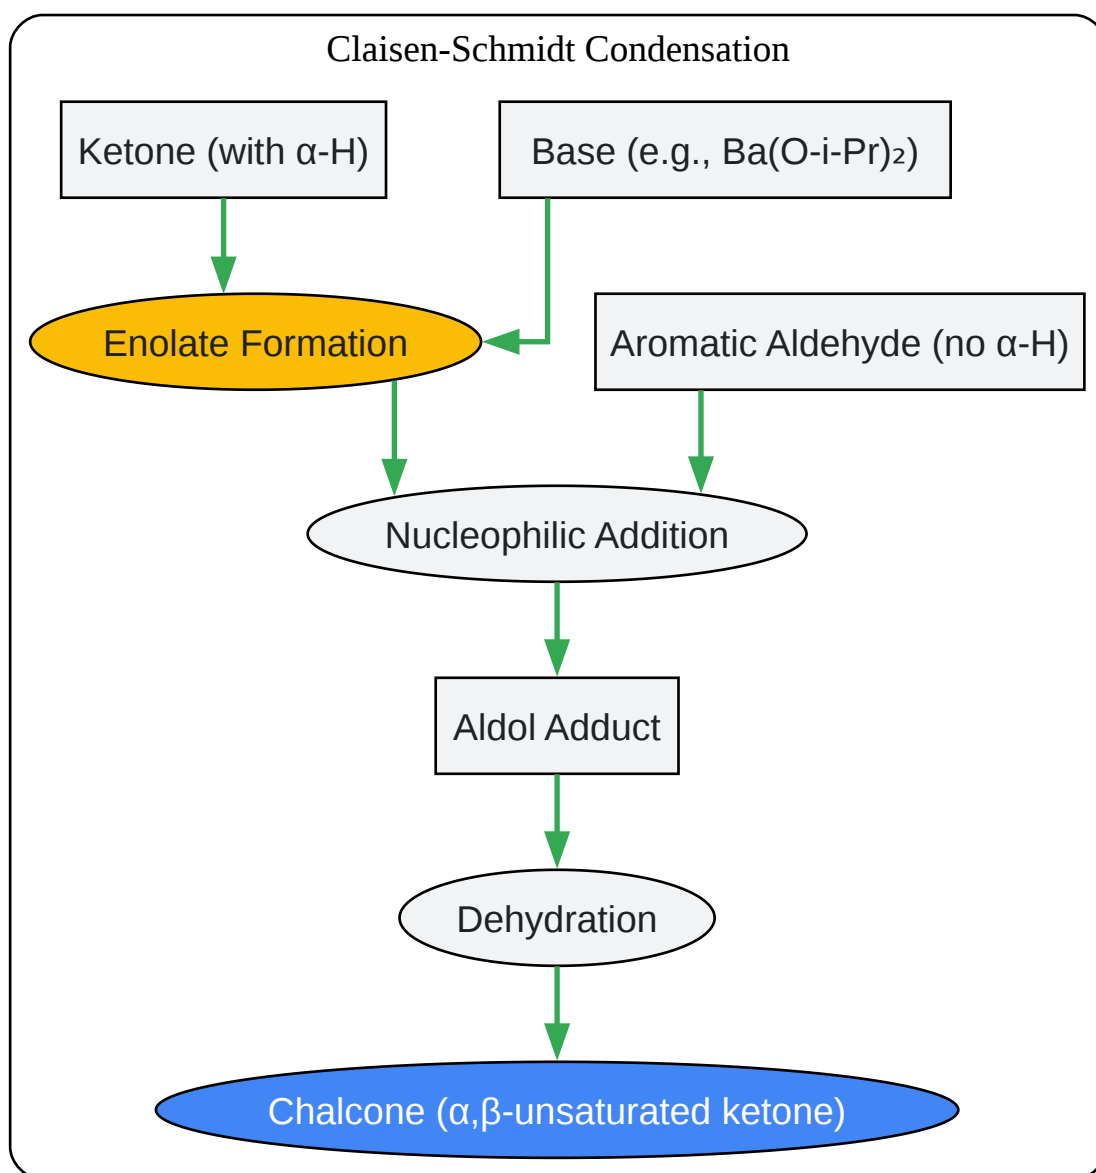 Claisen-Schmidt Condensation
Ketone (with α-H)
Base (e.g., Ba(O-i-Pr)₂)
Enolate Formation
Aromatic Aldehyde (no α-H)
Nucleophilic Addition
Aldol Adduct
Dehydration
Chalcone (α,β-unsaturated ketone)